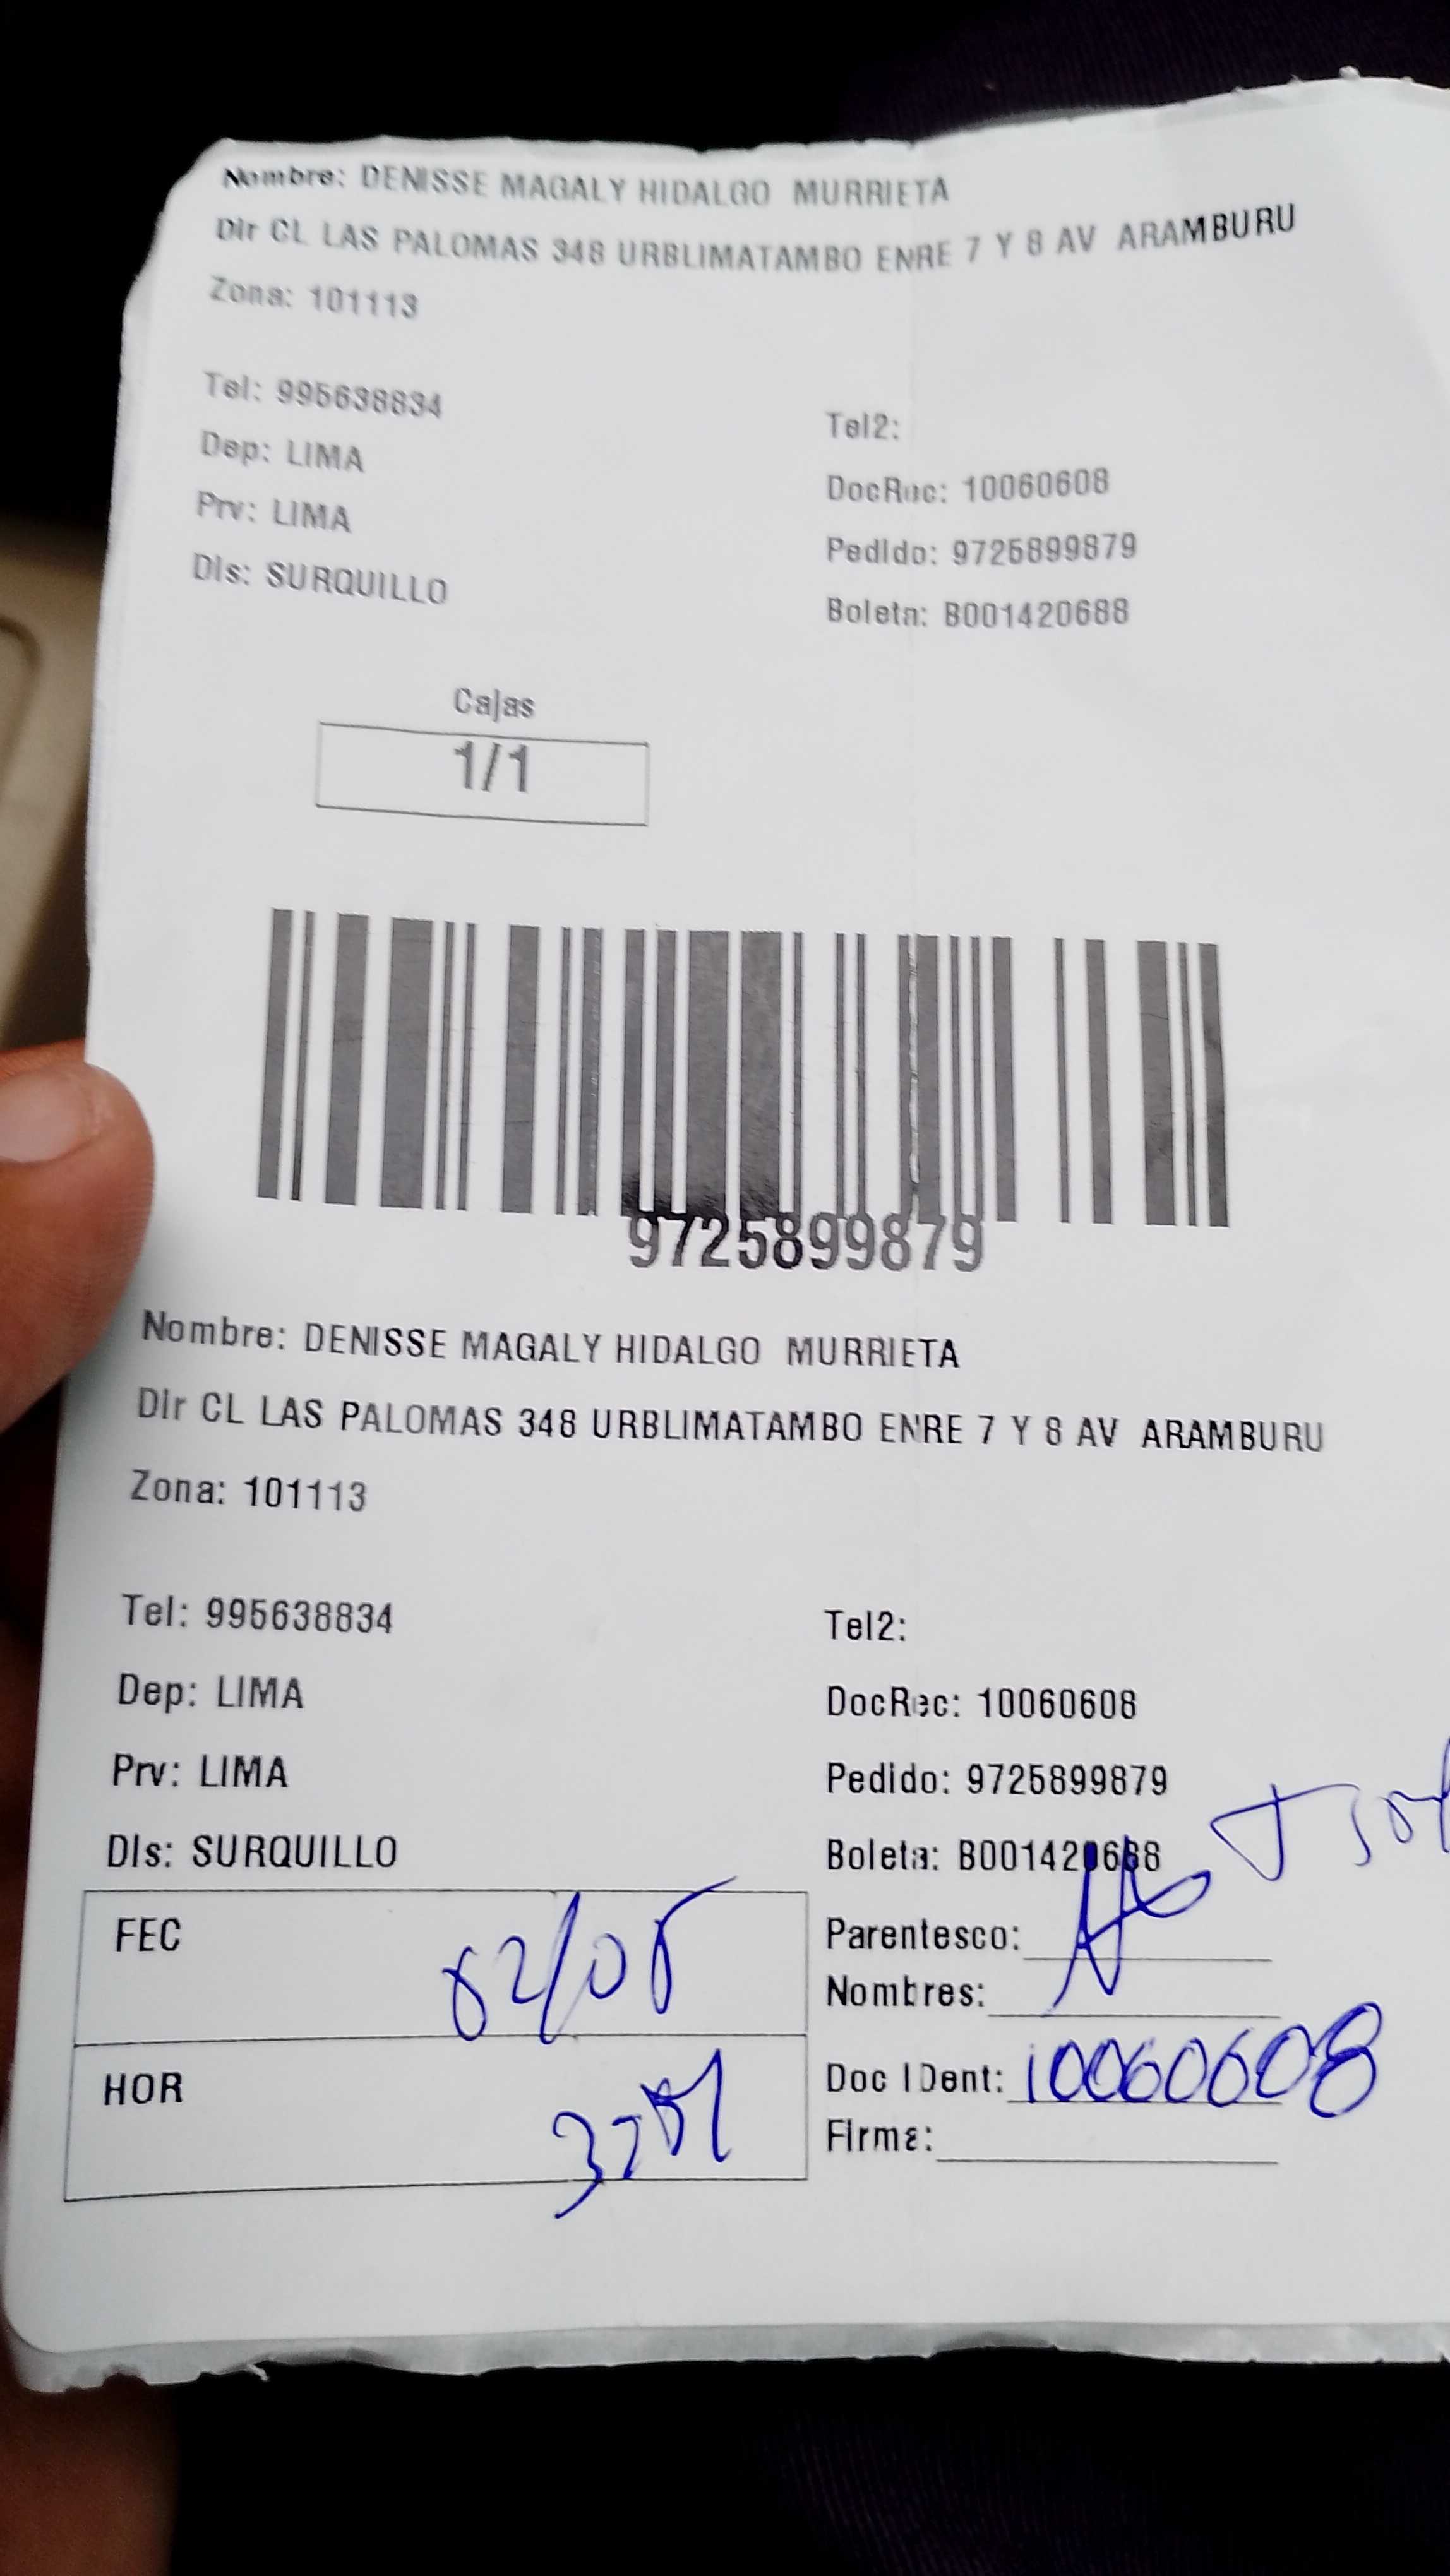 Nombre: DENISSE MAGALY HIDALGO MURRIETA
Dir CL LAS PALOMAS 348 URBLIMATAMBO ENRE 7 Y 8 AV ARAMBURU
Zona: 101113
Tel: 995638834
Tel2:
Dep: LIMA
DocRec: 10060608
Prv: LIMA
Pedido: 9725899879
Dis: SURQUILLO
Boleta: B001420688
Cajas
1/1
9725899879
Nombre: DENISSE MAGALY HIDALGO MURRIETA
Dir CL LAS PALOMAS 348 URBLIMATAMBO ENRE 7 Y 8 AV ARAMBURU
Zona: 101113
Tel: 995638834
Tel2:
Dep: LIMA
DocRec: 10060608
Prv: LIMA
Pedido: 9725899879
Dis: SURQUILLO
Boleta: B001420688
FEC 02/05
Parentesco:
Nombres:
HOR
Doc IDent: 10060608
Firma: